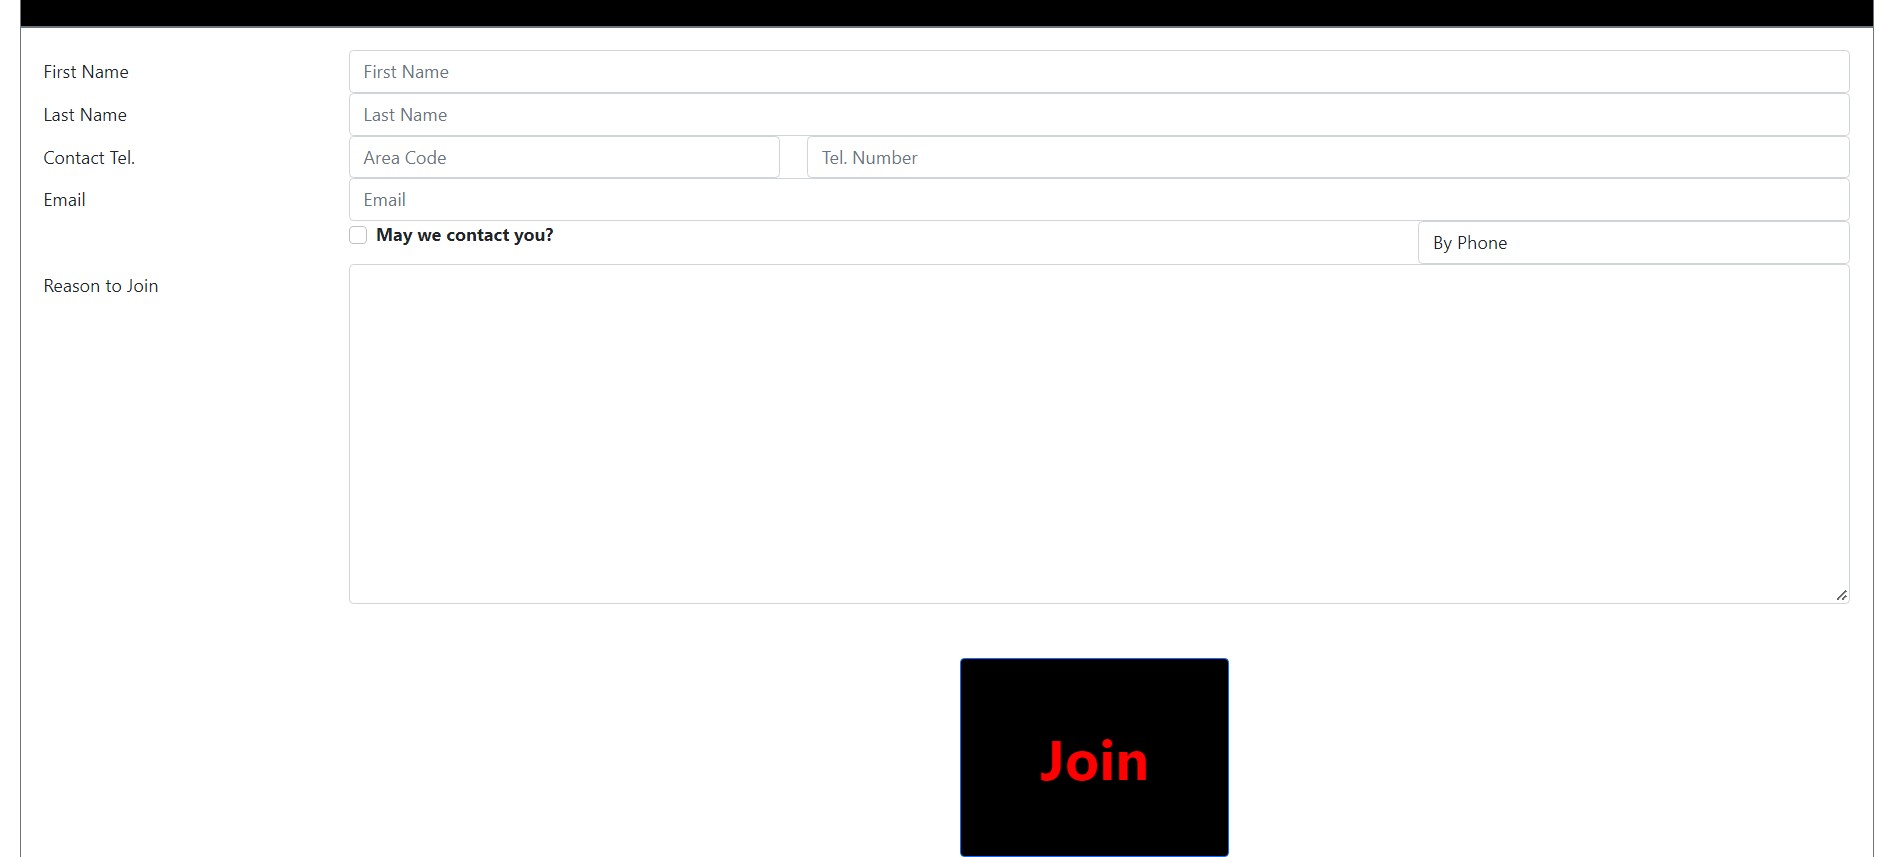 First Name First Name
Last Name Last Name
Contact Tel. Area Code Tel. Number
Email Email
May we contact you? By Phone
Reason to Join
Join